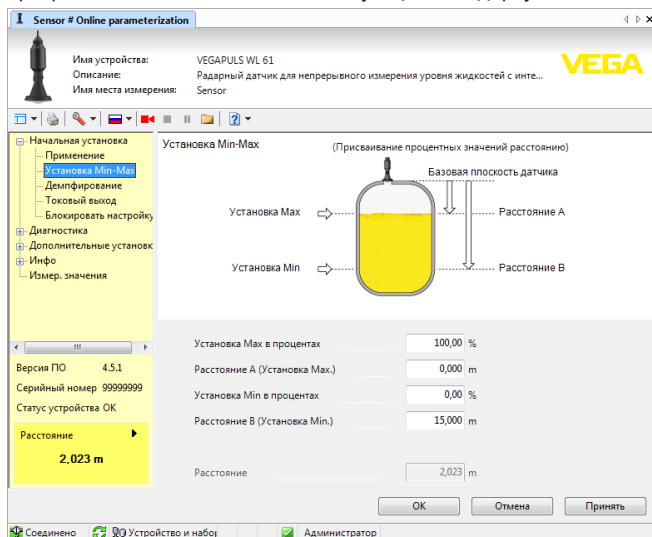 Sensor # Online parameterization
Имя устройства: VEGAPULS WL 61
Описание: Радарный датчик для непрерывного измерения уровня жидкостей с инте...
Имя места измерения: Sensor
VEGA
Начальная установка
Применение
Установка Min-Max
Демпфирование
Токовый выход
Блокировать настройку
Диагностика
Дополнительные установк
Инфо
Измер. значения
Версия ПО 4.5.1
Серийный номер 99999999
Статус устройства OK
Расстояние
2,023 m
Установка Min-Max
(Присваивание процентных значений расстоянию)
Базовая плоскость датчика
Установка Max
Расстояние A
Установка Min
Расстояние B
Установка Max в процентах 100,00 %
Расстояние A (Установка Max.) 0,000 m
Установка Min в процентах 0,00 %
Расстояние B (Установка Min.) 15,000 m
Расстояние 2,023 m
OK Отмена Принять
Соединено Устройство и набор Администратор